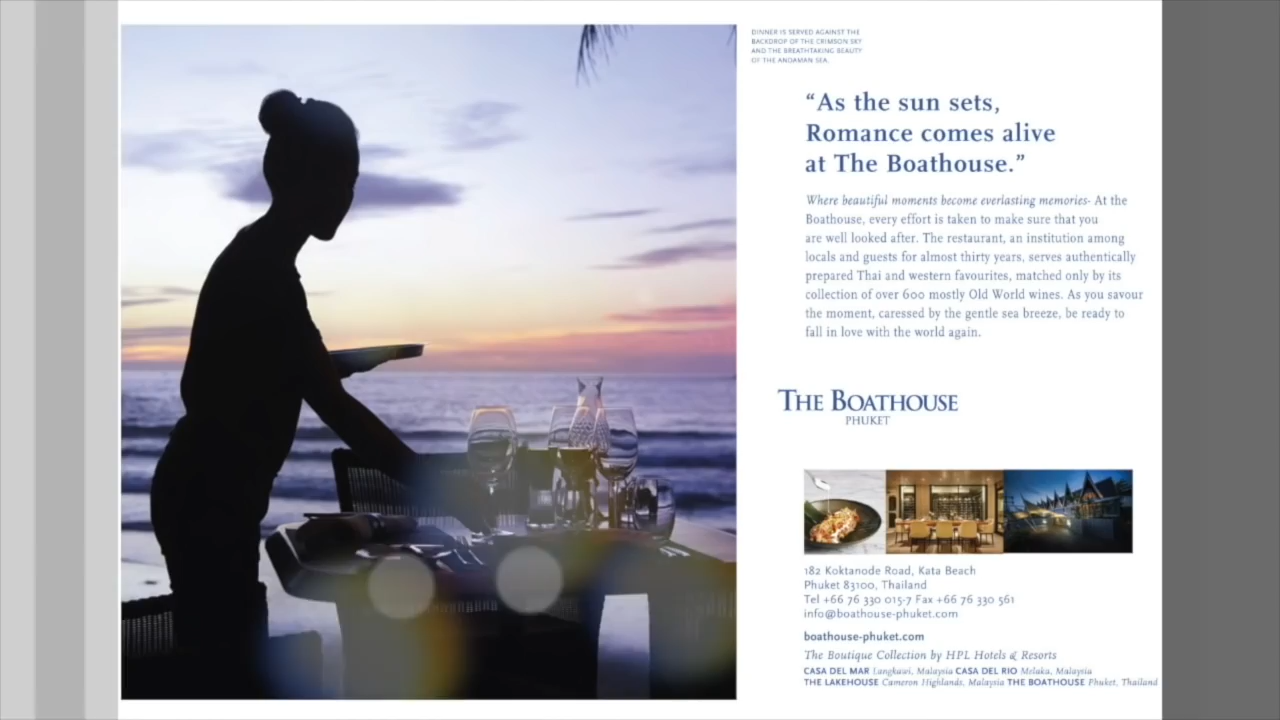 DINNER IS SERVED AGAINST THE
BACKDROP OF THE CRIMSON SKY
AND THE BREATHTAKING BEAUTY
OF THE ANDAMAN SEA.
“As the sun sets,
Romance comes alive
at The Boathouse.”
Where beautiful moments become everlasting memories- At the
Boathouse, every effort is taken to make sure that you
are well looked after. The restaurant, an institution among
locals and guests for almost thirty years, serves authentically
prepared Thai and western favourites, matched only by its
collection of over 600 mostly Old World wines. As you savour
the moment, caressed by the gentle sea breeze, be ready to
fall in love with the world again.
THE BOATHOUSE
PHUKET
182 Koktanode Road, Kata Beach
Phuket 83100, Thailand
Tel +66 76 330 015-7 Fax +66 76 330 561
info@boathouse-phuket.com
boathouse-phuket.com
The Boutique Collection by HPL Hotels & Resorts
CASA DEL MAR Langkawi, Malaysia CASA DEL RIO Melaka, Malaysia
THE LAKEHOUSE Cameron Highlands, Malaysia THE BOATHOUSE Phuket, Thailand